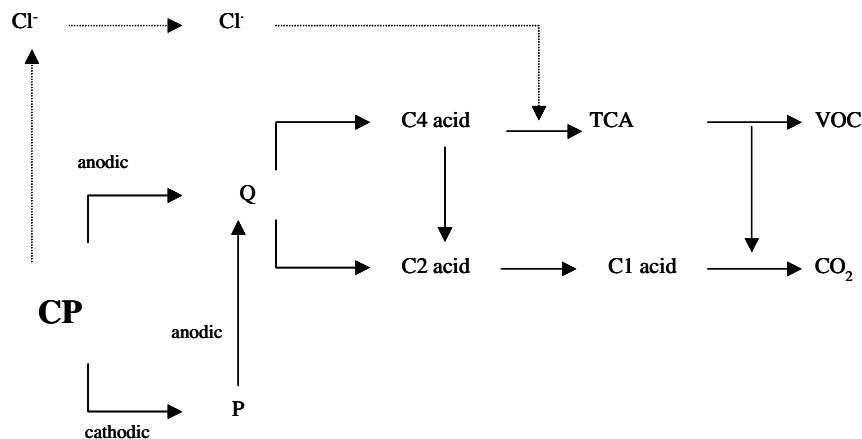 Cl- Cl·
C4 acid TCA VOC
anodic
Q
C2 acid C1 acid CO2
CP
anodic
P
cathodic